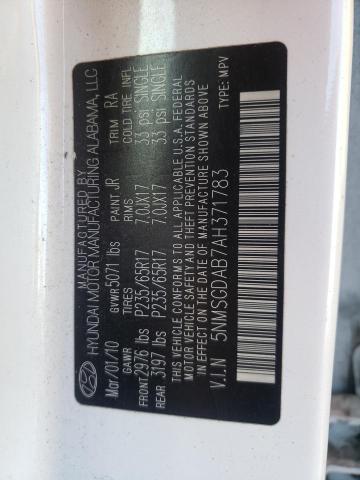 MANUFACTURED BY
HYUNDAI MOTOR MANUFACTURING ALABAMA, LLC
Mar/01/10 GVWR 5071 lbs PAINT JR TRIM RA
GAWR TIRES RIMS COLD TIRE INFL
FRONT 2976 lbs P235/65R17 7.0JX17 33 psi SINGLE
REAR 3197 lbs P235/65R17 7.0JX17 33 psi SINGLE
THIS VEHICLE CONFORMS TO ALL APPLICABLE U.S.A. FEDERAL
MOTOR VEHICLE SAFETY AND THEFT PREVENTION STANDARDS
IN EFFECT ON THE DATE OF MANUFACTURE SHOWN ABOVE.
V.I.N 5NMSGDAB7AH371783 TYPE: MPV